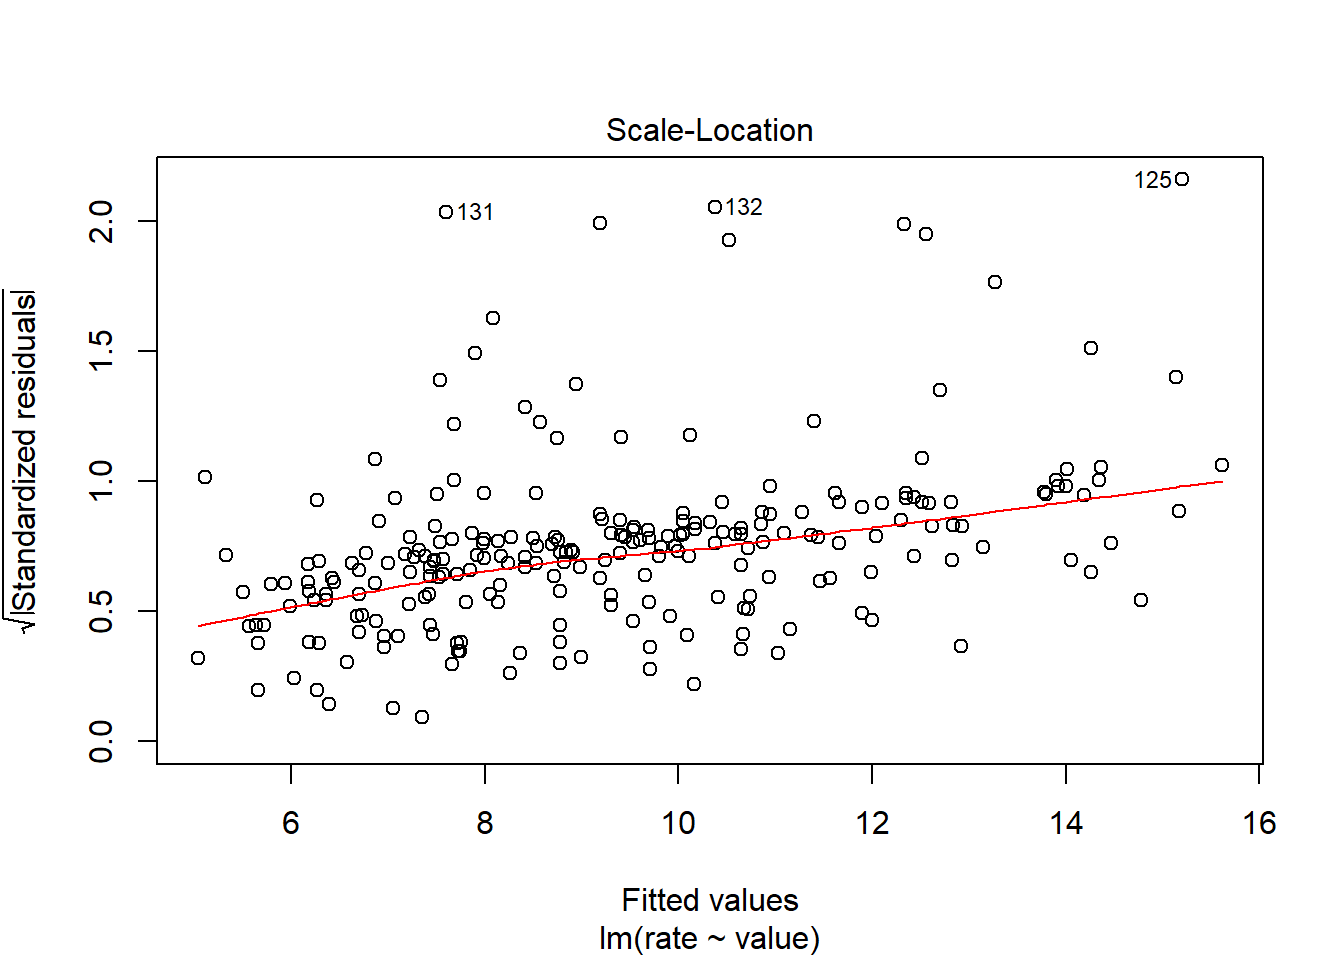 Scale-Location
√|Standardized residuals|
2.0
1.5
1.0
0.5
0.0
131
132
125
6 8 10 12 14 16
Fitted values
lm(rate ~ value)